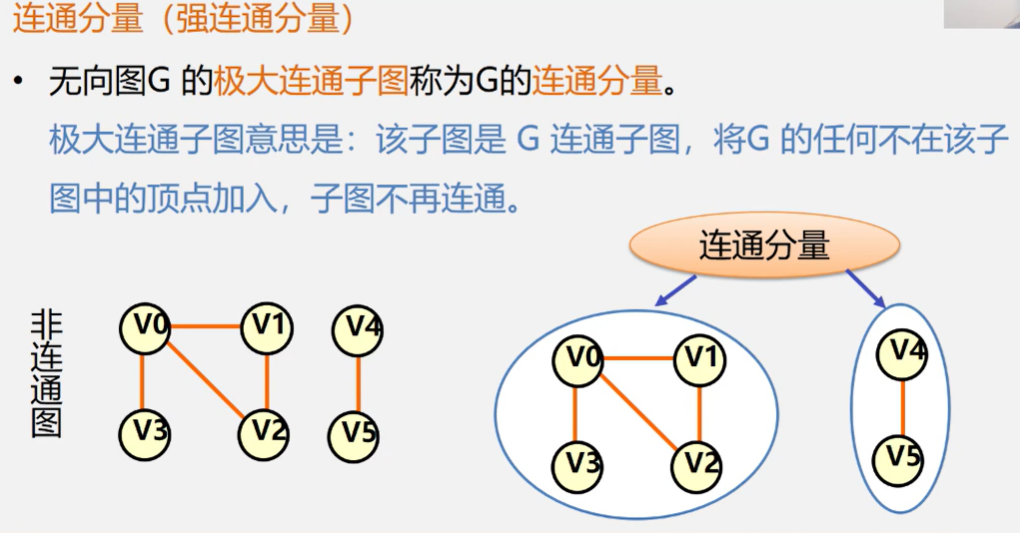 连通分量（强连通分量）
• 无向图G 的极大连通子图称为G的连通分量。
极大连通子图意思是：该子图是 G 连通子图，将G 的任何不在该子
图中的顶点加入，子图不再连通。
连通分量
非连通图
V0
V1
V4
V3
V2
V5
V0
V1
V3
V2
V4
V5